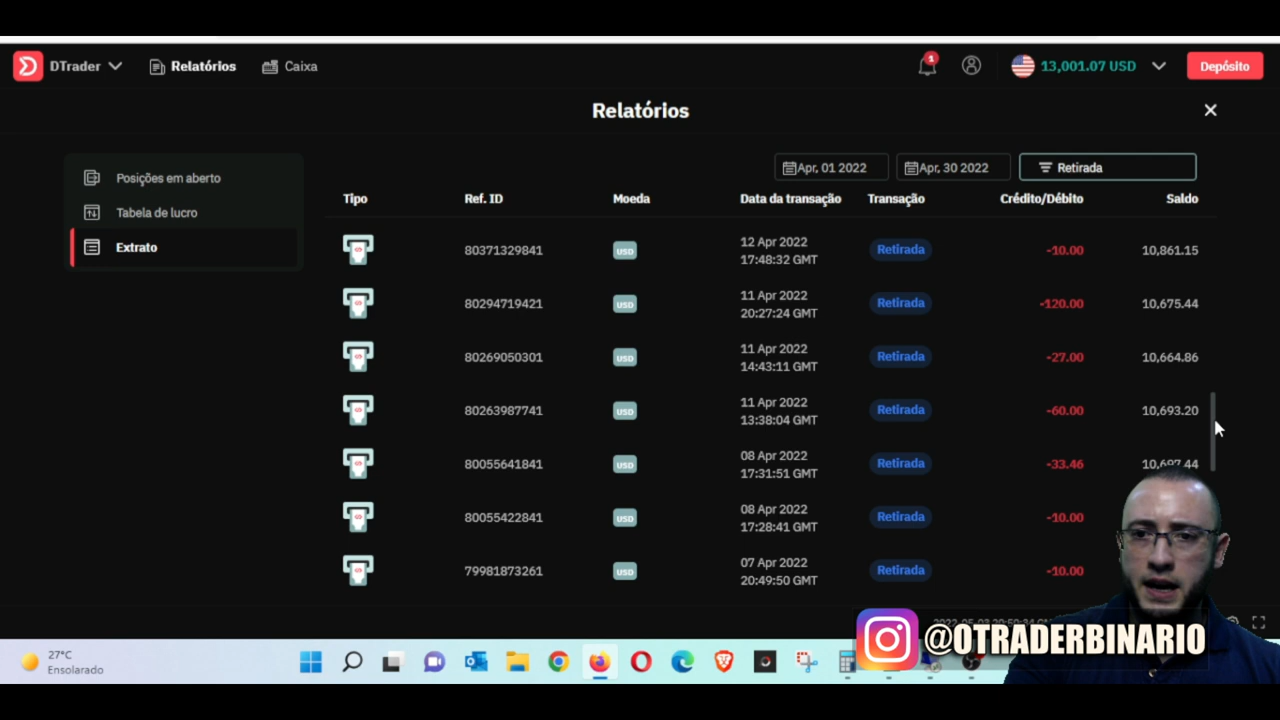 DTrader Relatórios Caixa 1 13,001.07 USD Depósito
Relatórios
Posições em aberto
Tabela de lucro
Extrato
Apr, 01 2022 Apr, 30 2022 Retirada
Tipo Ref. ID Moeda Data da transação Transação Crédito/Débito Saldo
80371329841 USD 12 Apr 2022 17:48:32 GMT Retirada -10.00 10,861.15
80294719421 USD 11 Apr 2022 20:27:24 GMT Retirada -120.00 10,675.44
80269050301 USD 11 Apr 2022 14:43:11 GMT Retirada -27.00 10,664.86
80263987741 USD 11 Apr 2022 13:38:04 GMT Retirada -60.00 10,693.20
80055641841 USD 08 Apr 2022 17:31:51 GMT Retirada -33.46
80055422841 USD 08 Apr 2022 17:28:41 GMT Retirada -10.00
79981873261 USD 07 Apr 2022 20:49:50 GMT Retirada -10.00
@OTRADERBINARIO
27°C
Ensolarado